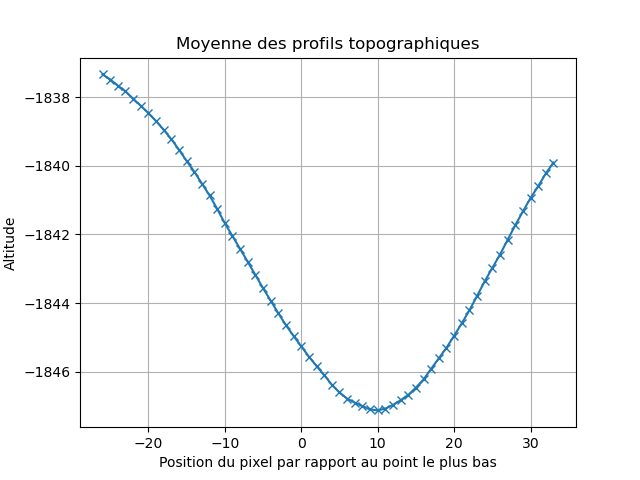 Moyenne des profils topographiques
−1838
−1840
−1842
−1844
−1846
Altitude
−20 −10 0 10 20 30
Position du pixel par rapport au point le plus bas